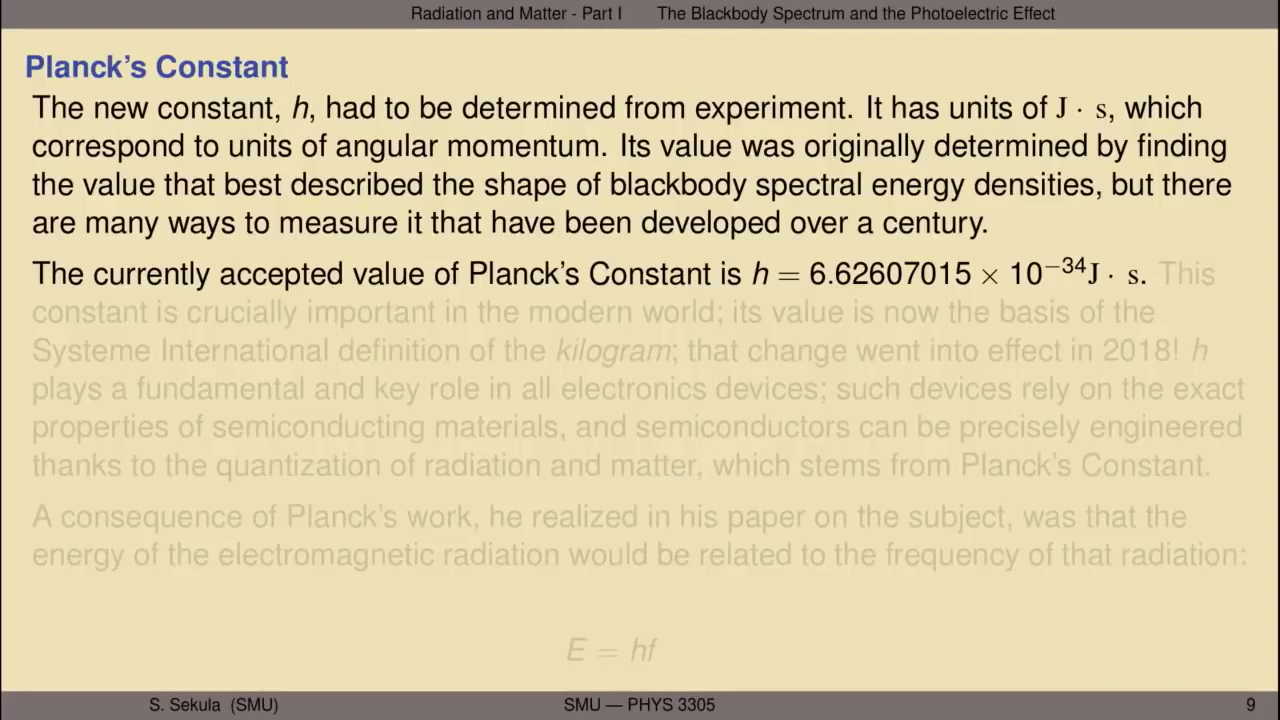 Radiation and Matter - Part I The Blackbody Spectrum and the Photoelectric Effect
Planck's Constant
The new constant, h, had to be determined from experiment. It has units of J · s, which
correspond to units of angular momentum. Its value was originally determined by finding
the value that best described the shape of blackbody spectral energy densities, but there
are many ways to measure it that have been developed over a century.
The currently accepted value of Planck's Constant is h = 6.62607015 × 10⁻³⁴J · s. This
constant is crucially important in the modern world; its value is now the basis of the
Systeme International definition of the kilogram; that change went into effect in 2018! h
plays a fundamental and key role in all electronics devices; such devices rely on the exact
properties of semiconducting materials, and semiconductors can be precisely engineered
thanks to the quantization of radiation and matter, which stems from Planck's Constant.
A consequence of Planck's work, he realized in his paper on the subject, was that the
energy of the electromagnetic radiation would be related to the frequency of that radiation:
E = hf
S. Sekula (SMU) SMU — PHYS 3305 9